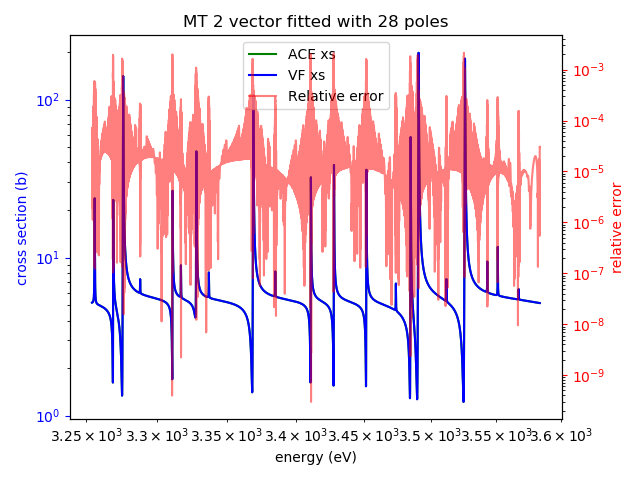 MT 2 vector fitted with 28 poles
ACE xs
VF xs
Relative error
cross section (b)
10²
10¹
10⁰
relative error
10⁻³
10⁻⁴
10⁻⁵
10⁻⁶
10⁻⁷
10⁻⁸
10⁻⁹
3.25 × 10³ 3.3 × 10³ 3.35 × 10³ 3.4 × 10³ 3.45 × 10³ 3.5 × 10³ 3.55 × 10³ 3.6 × 10³
energy (eV)